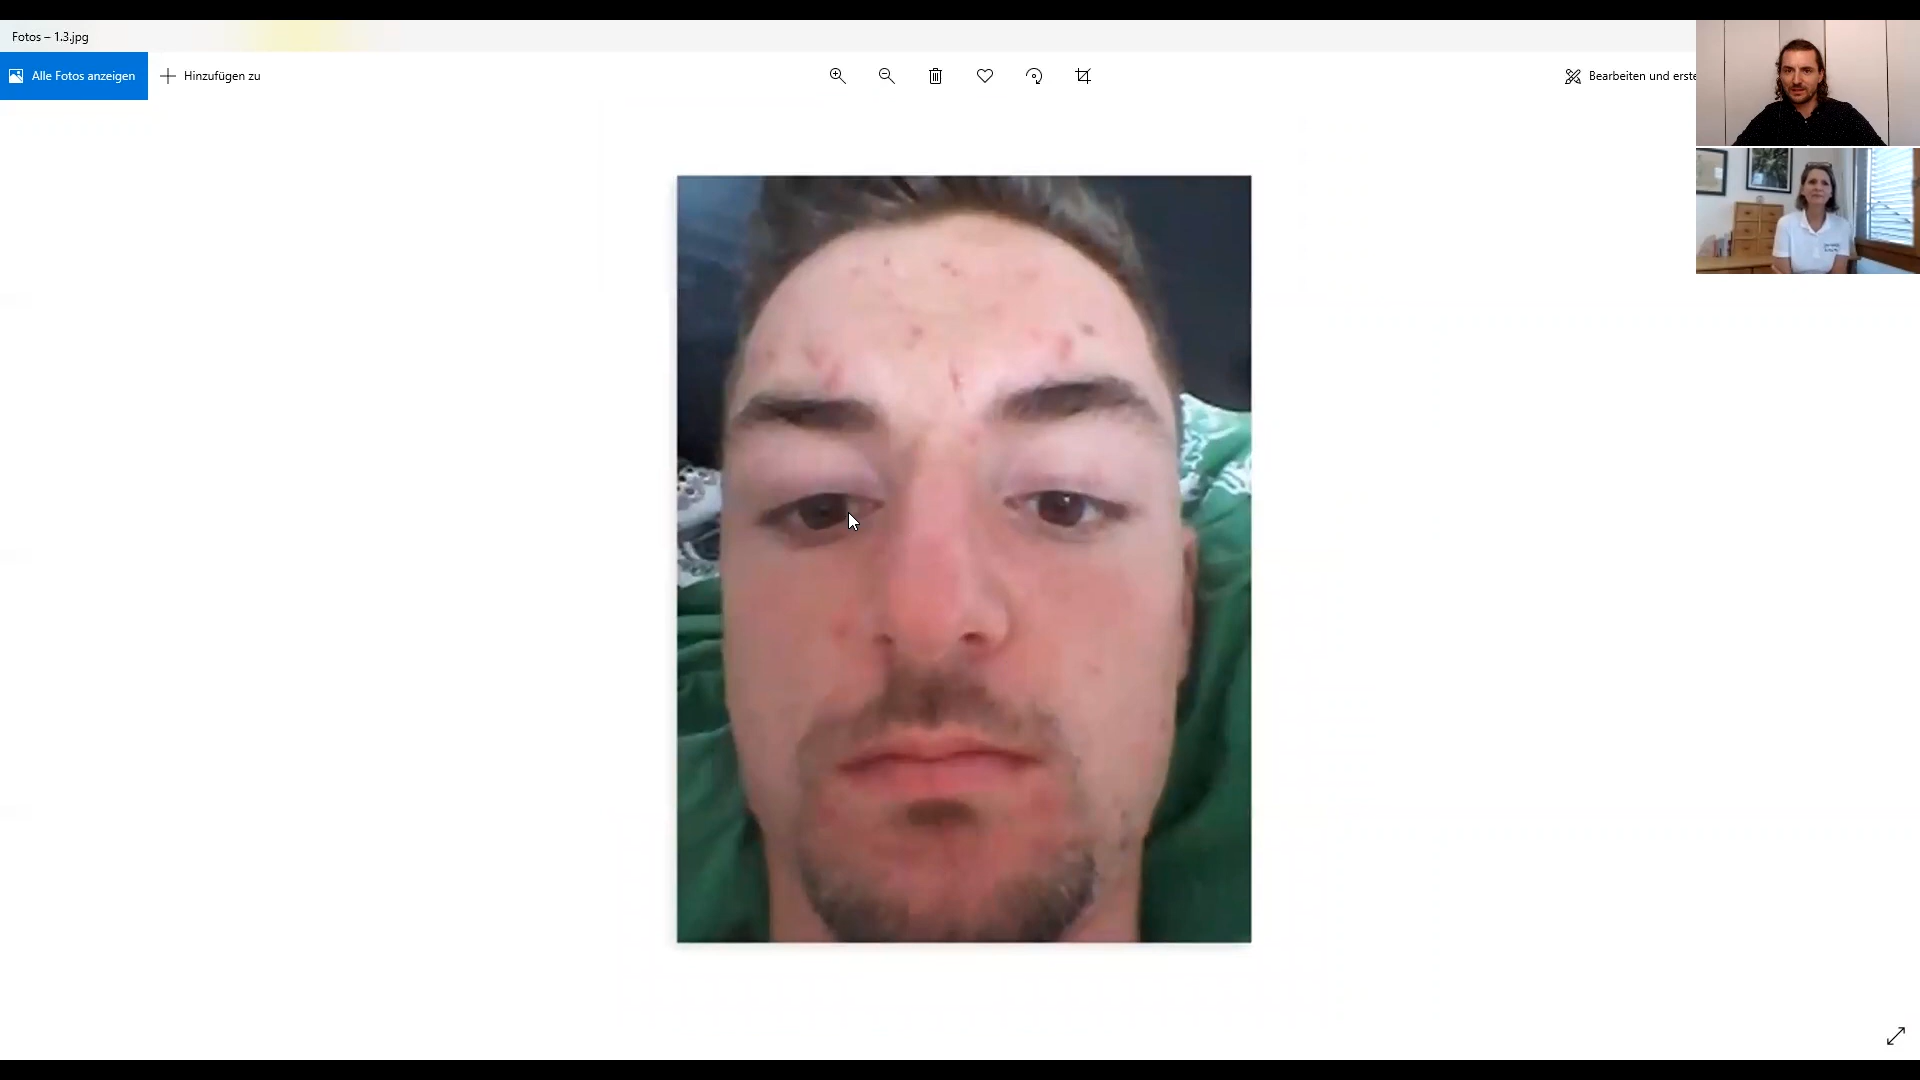 Fotos – 1.3.jpg
Alle Fotos anzeigen
Hinzufügen zu
Bearbeiten und erste